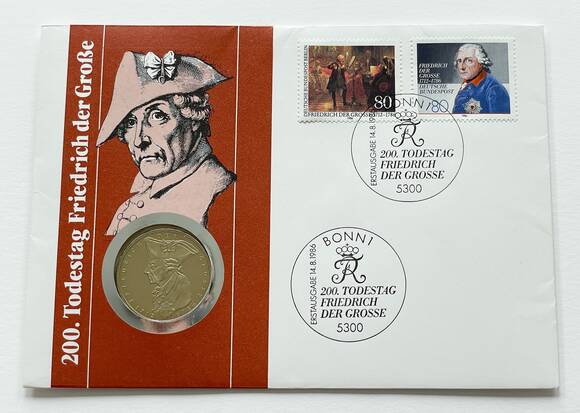 200. Todestag Friedrich der Große
DEUTSCHE BUNDESPOST BERLIN
80
FRIEDRICH DER GROSSE 1712-1786
FRIEDRICH
DER
GROSSE
1712-1786
DEUTSCHE
BUNDESPOST
80
BONN 1
ERSTAUSGABE 14.8.1986
200. TODESTAG
FRIEDRICH
DER GROSSE
5300
BONN 1
ERSTAUSGABE 14.8.1986
200. TODESTAG
FRIEDRICH
DER GROSSE
5300